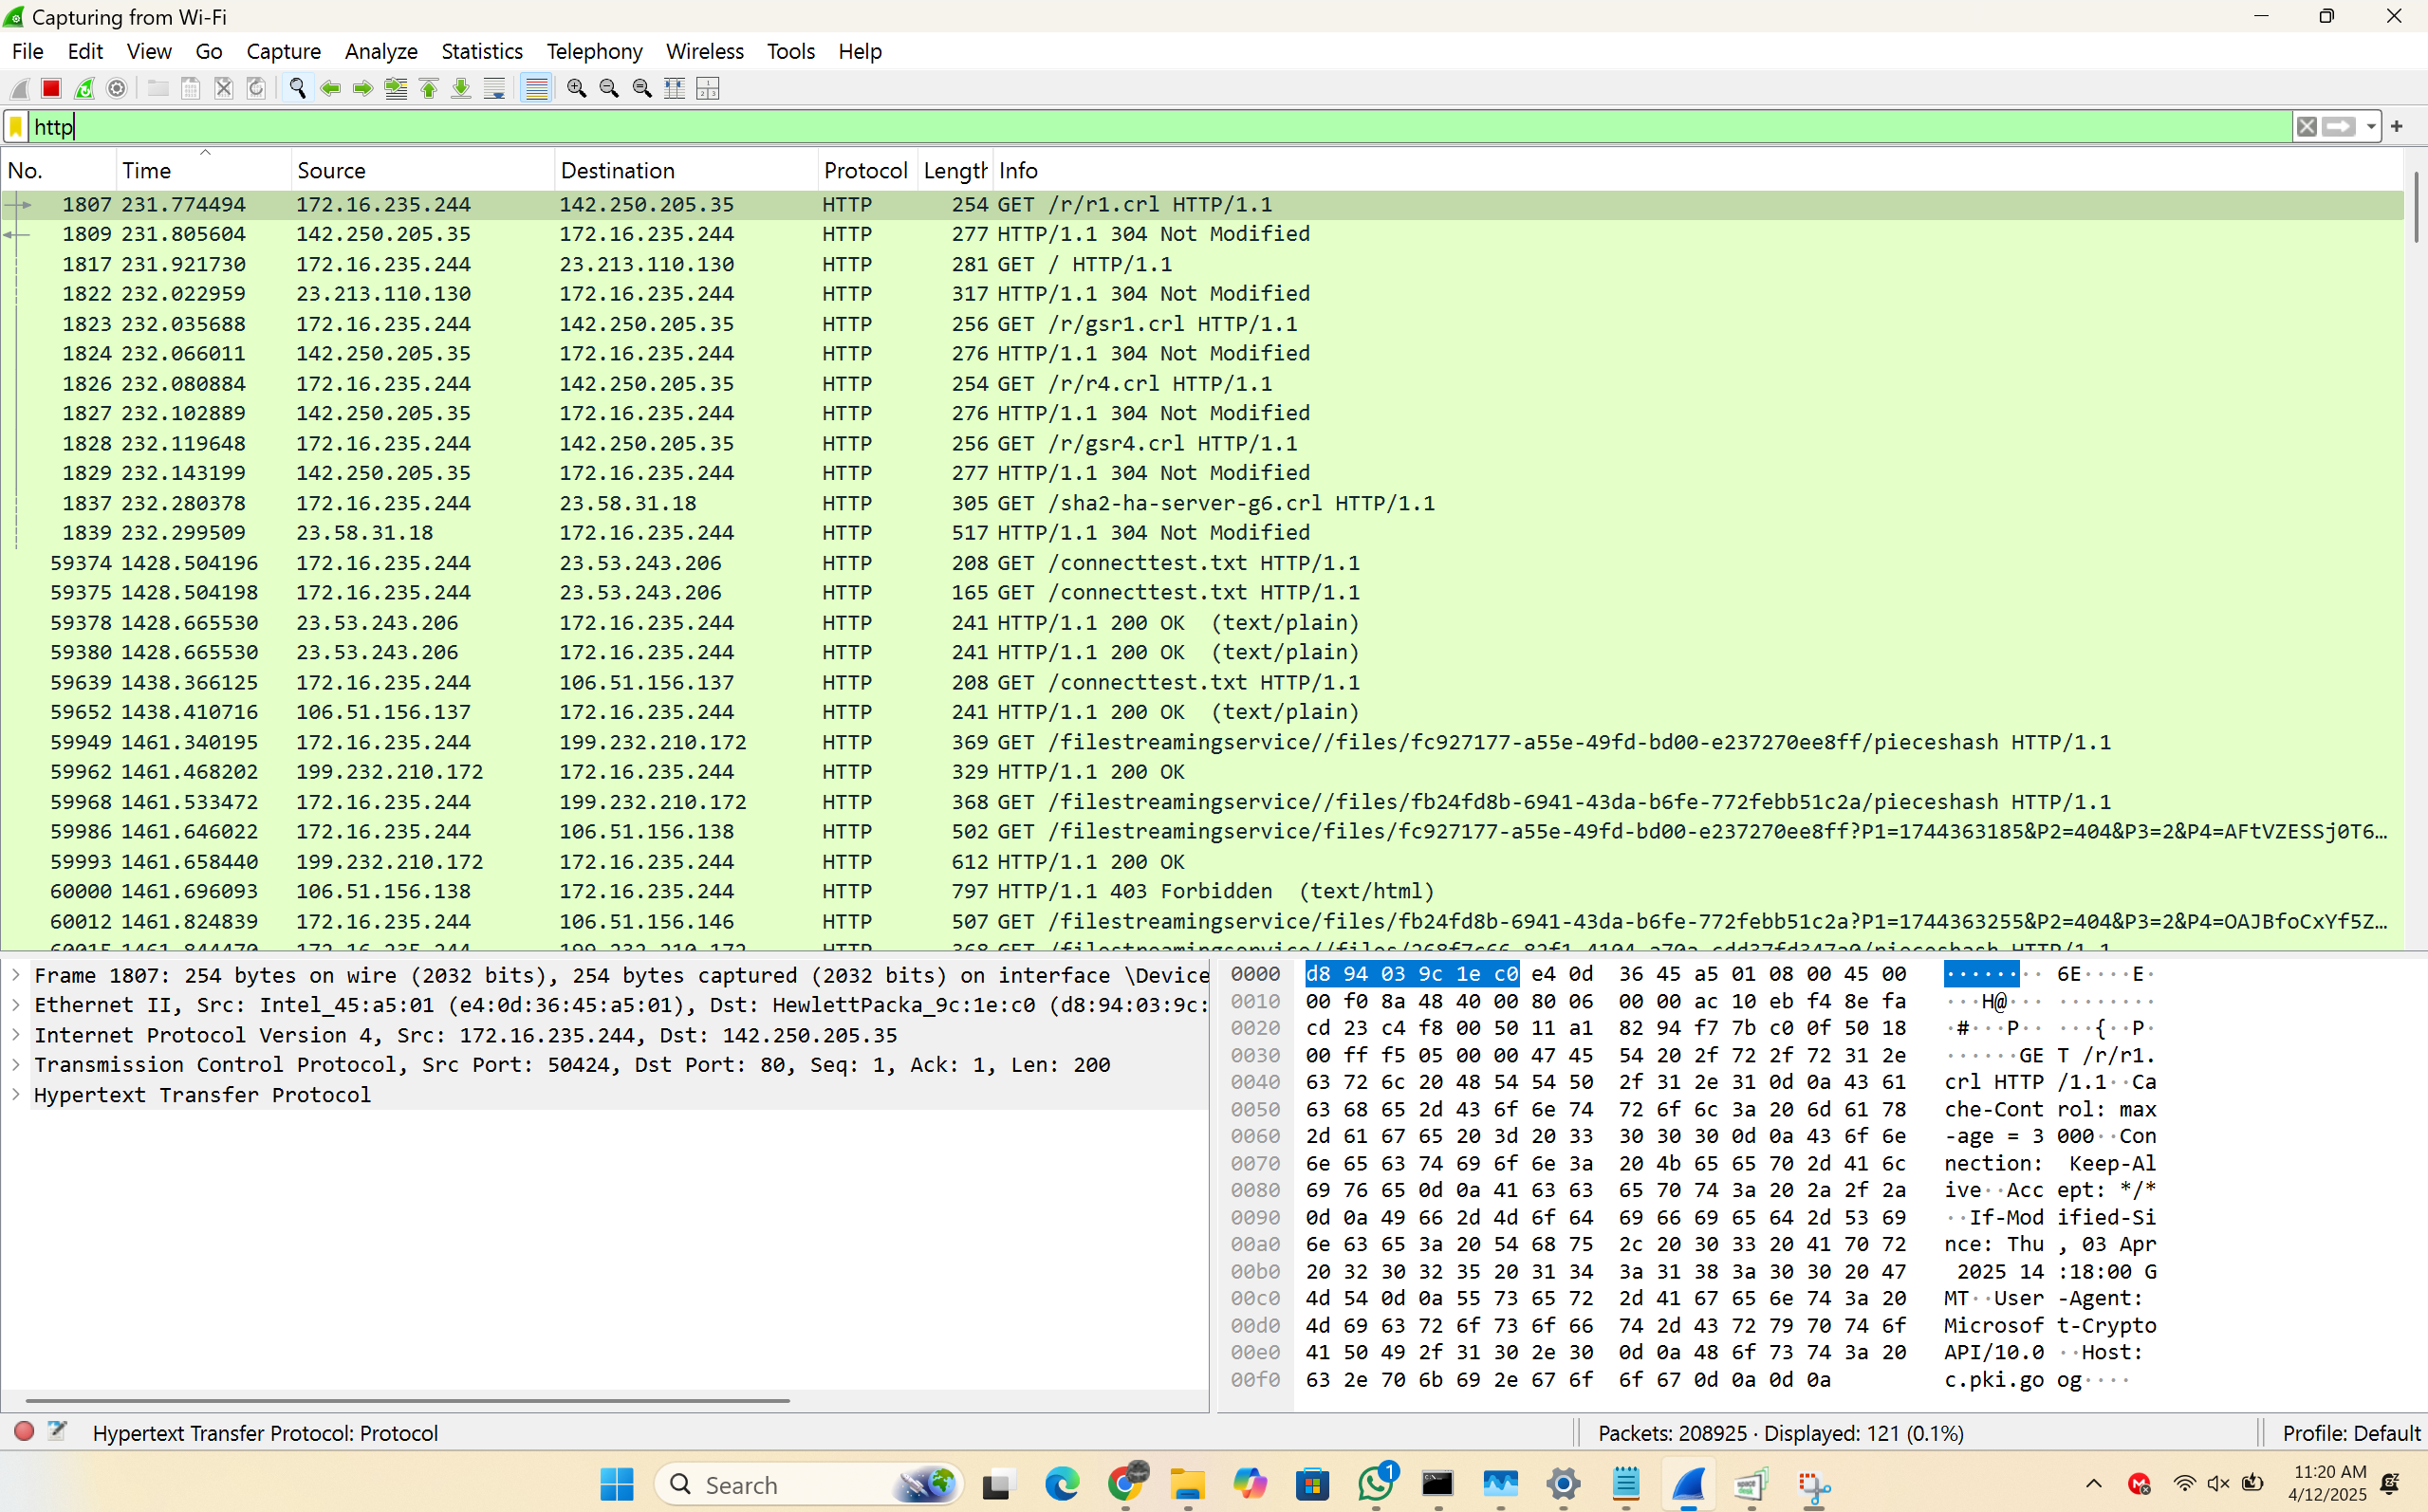 Capturing from Wi-Fi
File Edit View Go Capture Analyze Statistics Telephony Wireless Tools Help
http
No. Time Source Destination Protocol Length Info
1807 231.774494 172.16.235.244 142.250.205.35 HTTP 254 GET /r/r1.crl HTTP/1.1
1809 231.805604 142.250.205.35 172.16.235.244 HTTP 277 HTTP/1.1 304 Not Modified
1817 231.921730 172.16.235.244 23.213.110.130 HTTP 281 GET / HTTP/1.1
1822 232.022959 23.213.110.130 172.16.235.244 HTTP 317 HTTP/1.1 304 Not Modified
1823 232.035688 172.16.235.244 142.250.205.35 HTTP 256 GET /r/gsr1.crl HTTP/1.1
1824 232.066011 142.250.205.35 172.16.235.244 HTTP 276 HTTP/1.1 304 Not Modified
1826 232.080884 172.16.235.244 142.250.205.35 HTTP 254 GET /r/r4.crl HTTP/1.1
1827 232.102889 142.250.205.35 172.16.235.244 HTTP 276 HTTP/1.1 304 Not Modified
1828 232.119648 172.16.235.244 142.250.205.35 HTTP 256 GET /r/gsr4.crl HTTP/1.1
1829 232.143199 142.250.205.35 172.16.235.244 HTTP 277 HTTP/1.1 304 Not Modified
1837 232.280378 172.16.235.244 23.58.31.18 HTTP 305 GET /sha2-ha-server-g6.crl HTTP/1.1
1839 232.299509 23.58.31.18 172.16.235.244 HTTP 517 HTTP/1.1 304 Not Modified
59374 1428.504196 172.16.235.244 23.53.243.206 HTTP 208 GET /connecttest.txt HTTP/1.1
59375 1428.504198 172.16.235.244 23.53.243.206 HTTP 165 GET /connecttest.txt HTTP/1.1
59378 1428.665530 23.53.243.206 172.16.235.244 HTTP 241 HTTP/1.1 200 OK (text/plain)
59380 1428.665530 23.53.243.206 172.16.235.244 HTTP 241 HTTP/1.1 200 OK (text/plain)
59639 1438.366125 172.16.235.244 106.51.156.137 HTTP 208 GET /connecttest.txt HTTP/1.1
59652 1438.410716 106.51.156.137 172.16.235.244 HTTP 241 HTTP/1.1 200 OK (text/plain)
59949 1461.340195 172.16.235.244 199.232.210.172 HTTP 369 GET /filestreamingservice//files/fc927177-a55e-49fd-bd00-e237270ee8ff/pieceshash HTTP/1.1
59962 1461.468202 199.232.210.172 172.16.235.244 HTTP 329 HTTP/1.1 200 OK
59968 1461.533472 172.16.235.244 199.232.210.172 HTTP 368 GET /filestreamingservice//files/fb24fd8b-6941-43da-b6fe-772febb51c2a/pieceshash HTTP/1.1
59986 1461.646022 172.16.235.244 106.51.156.138 HTTP 502 GET /filestreamingservice/files/fc927177-a55e-49fd-bd00-e237270ee8ff?P1=1744363185&P2=404&P3=2&P4=AFtVZESSj0T6…
59993 1461.658440 199.232.210.172 172.16.235.244 HTTP 612 HTTP/1.1 200 OK
60000 1461.696093 106.51.156.138 172.16.235.244 HTTP 797 HTTP/1.1 403 Forbidden (text/html)
60012 1461.824839 172.16.235.244 106.51.156.146 HTTP 507 GET /filestreamingservice/files/fb24fd8b-6941-43da-b6fe-772febb51c2a?P1=1744363255&P2=404&P3=2&P4=OAJBfoCxYf5Z…
60015 1461.844470 172.16.235.244 199.232.210.172 HTTP 368 GET
Frame 1807: 254 bytes on wire (2032 bits), 254 bytes captured (2032 bits) on interface \Device
Ethernet II, Src: Intel_45:a5:01 (e4:0d:36:45:a5:01), Dst: HewlettPacka_9c:1e:c0 (d8:94:03:9c:
Internet Protocol Version 4, Src: 172.16.235.244, Dst: 142.250.205.35
Transmission Control Protocol, Src Port: 50424, Dst Port: 80, Seq: 1, Ack: 1, Len: 200
Hypertext Transfer Protocol
0000 d8 94 03 9c 1e c0 e4 0d 36 45 a5 01 08 00 45 00 ········ 6E····E·
0010 00 f0 8a 48 40 00 80 06 00 00 ac 10 eb f4 8e fa ···H@··· ········
0020 cd 23 c4 f8 00 50 11 a1 82 94 f7 7b c0 0f 50 18 ·#···P·· ···{··P·
0030 00 ff f5 05 00 00 47 45 54 20 2f 72 2f 72 31 2e ······GE T /r/r1.
0040 63 72 6c 20 48 54 54 50 2f 31 2e 31 0d 0a 43 61 crl HTTP /1.1··Ca
0050 63 68 65 2d 43 6f 6e 74 72 6f 6c 3a 20 6d 61 78 che-Cont rol: max
0060 2d 61 67 65 20 3d 20 33 30 30 30 0d 0a 43 6f 6e -age = 3 000··Con
0070 6e 65 63 74 69 6f 6e 3a 20 4b 65 65 70 2d 41 6c nection: Keep-Al
0080 69 76 65 0d 0a 41 63 63 65 70 74 3a 20 2a 2f 2a ive··Acc ept: */*
0090 0d 0a 49 66 2d 4d 6f 64 69 66 69 65 64 2d 53 69 ··If-Mod ified-Si
00a0 6e 63 65 3a 20 54 68 75 2c 20 30 33 20 41 70 72 nce: Thu , 03 Apr
00b0 20 32 30 32 35 20 31 34 3a 31 38 3a 30 30 20 47 2025 14 :18:00 G
00c0 4d 54 0d 0a 55 73 65 72 2d 41 67 65 6e 74 3a 20 MT··User -Agent:
00d0 4d 69 63 72 6f 73 6f 66 74 2d 43 72 79 70 74 6f Microsof t-Crypto
00e0 41 50 49 2f 31 30 2e 30 0d 0a 48 6f 73 74 3a 20 API/10.0 ··Host:
00f0 63 2e 70 6b 69 2e 67 6f 6f 67 0d 0a 0d 0a c.pki.go og····
Hypertext Transfer Protocol: Protocol
Packets: 208925 · Displayed: 121 (0.1%)
Profile: Default
Search
1
11:20 AM
4/12/2025